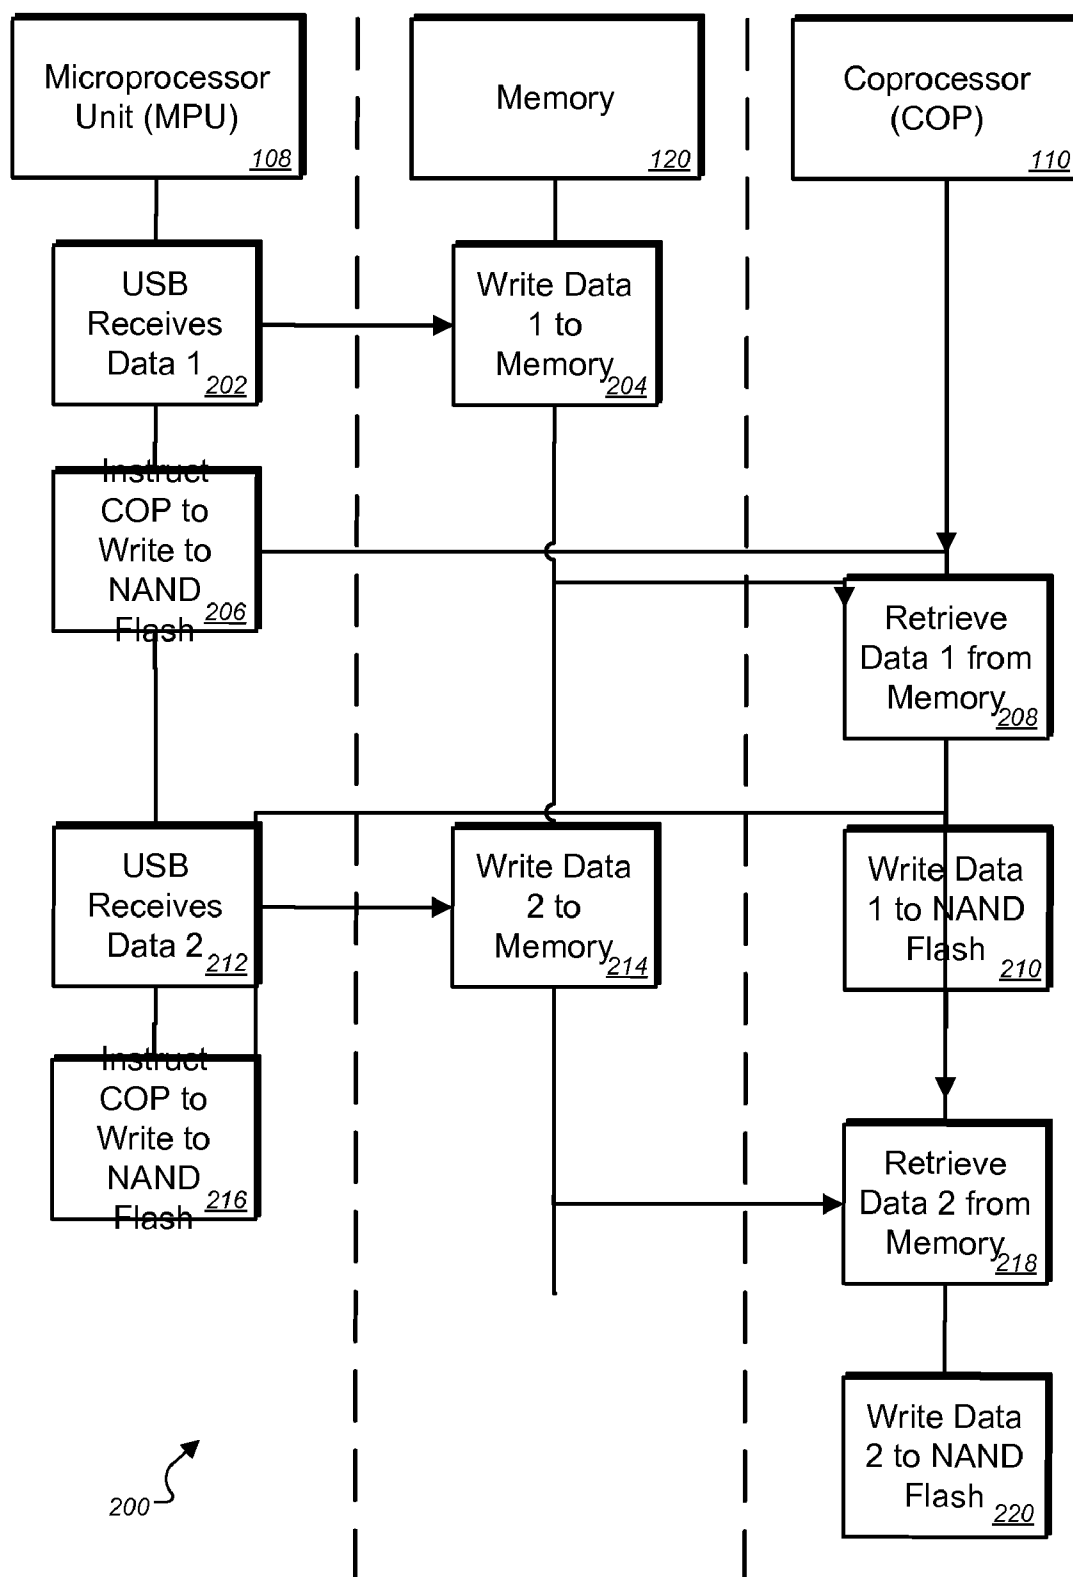 Microprocessor
Unit (MPU)
108
Memory
120
Coprocessor
(COP)
110
USB
Receives
Data 1
202
Write Data
1 to
Memory
204
Instruct
COP to
Write to
NAND
Flash
206
Retrieve
Data 1 from
Memory
208
USB
Receives
Data 2
212
Write Data
2 to
Memory
214
Write Data
1 to NAND
Flash
210
Instruct
COP to
Write to
NAND
Flash
216
Retrieve
Data 2 from
Memory
218
Write Data
2 to NAND
Flash
220
200